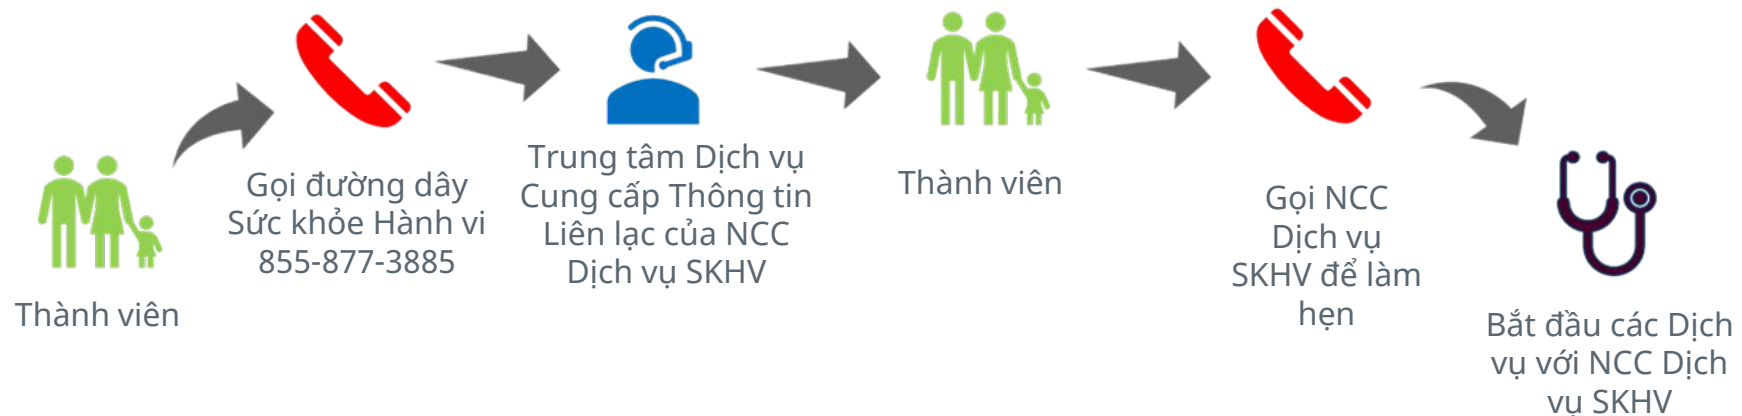 Thành viên
Gọi đường dây
Sức khỏe Hành vi
855-877-3885
Trung tâm Dịch vụ
Cung cấp Thông tin
Liên lạc của NCC
Dịch vụ SKHV
Thành viên
Gọi NCC
Dịch vụ
SKHV để làm
hẹn
Bắt đầu các Dịch
vụ với NCC Dịch
vụ SKHV